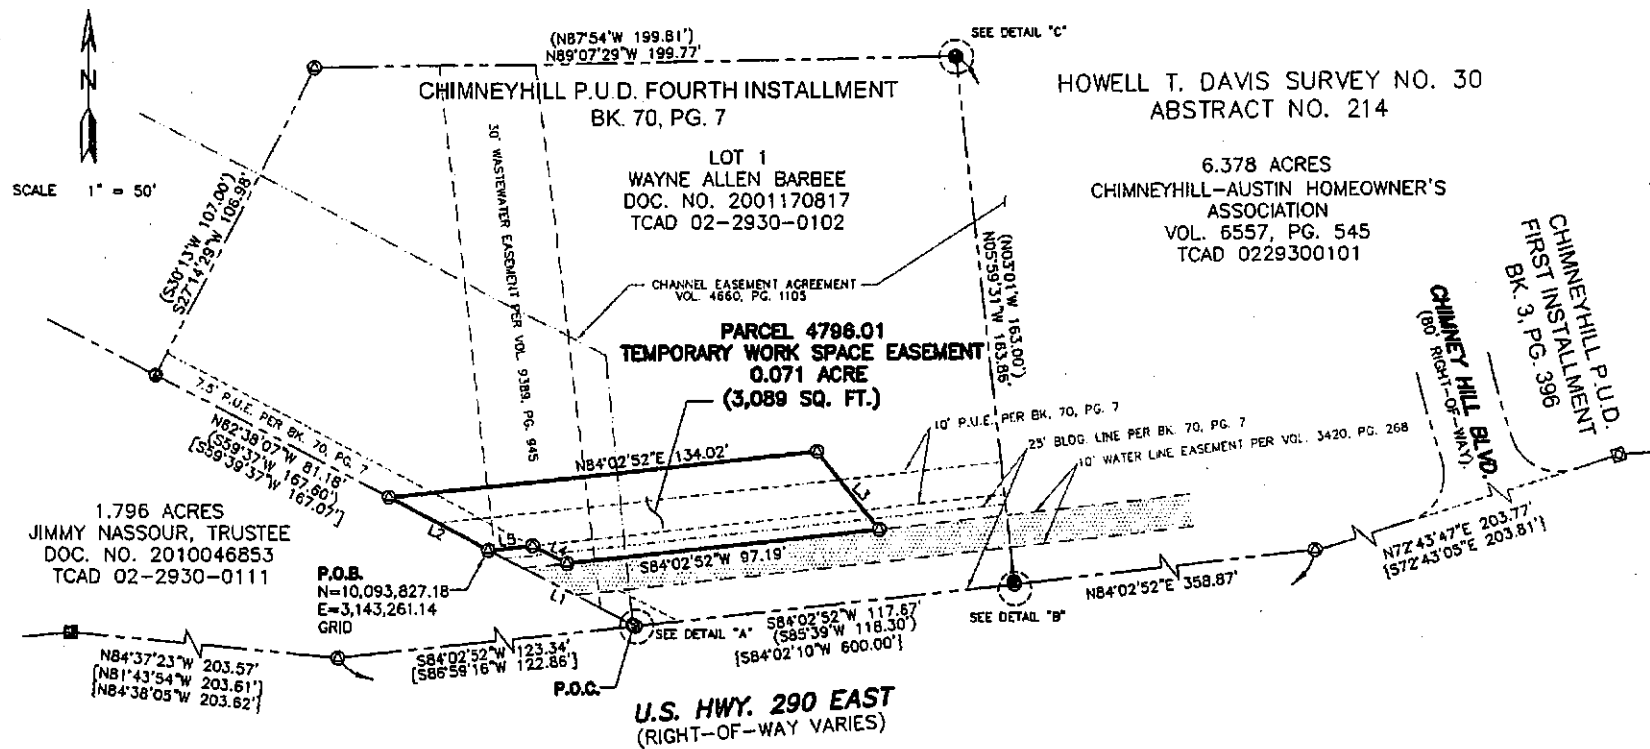 (N87°54'W 199.81')
N89°07'29"W 199.77'
SEE DETAIL "C"
N
SCALE 1" = 50'
CHIMNEYHILL P.U.D. FOURTH INSTALLMENT
BK. 70, PG. 7
HOWELL T. DAVIS SURVEY NO. 30
ABSTRACT NO. 214
LOT 1
WAYNE ALLEN BARBEE
DOC. NO. 2001170817
TCAD 02-2930-0102
6.378 ACRES
CHIMNEYHILL-AUSTIN HOMEOWNER'S
ASSOCIATION
VOL. 6557, PG. 545
TCAD 0229300101
(S30°13'W 107.00')
S27°14'29"W 106.98'
30' WASTEWATER EASEMENT PER VOL. 9389, PG. 945
(N03°01'W 163.00')
N05°59'31"W 163.86'
CHANNEL EASEMENT AGREEMENT
VOL. 4660, PG. 1105
CHIMNEYHILL P.U.D.
FIRST INSTALLMENT
BK. 3, PG. 396
CHIMNEY HILL BLVD.
(80' RIGHT-OF-WAY)
PARCEL 4796.01
TEMPORARY WORK SPACE EASEMENT
0.071 ACRE
(3,089 SQ. FT.)
7.5' P.U.E. PER BK. 70, PG. 7
N62°38'07"W 81.18'
(S59°37'W 167.60')
[S59°39'37"W 167.07']
10' P.U.E. PER BK. 70, PG. 7
25' BLDG. LINE PER BK. 70, PG. 7
10' WATER LINE EASEMENT PER VOL. 3420, PG. 268
N84°02'52"E 134.02'
L3
L2
L5
L4
S84°02'52"W 97.19'
L1
1.796 ACRES
JIMMY NASSOUR, TRUSTEE
DOC. NO. 2010046853
TCAD 02-2930-0111
P.O.B.
N=10,093,827.18
E=3,143,261.14
GRID
N72°43'47"E 203.77'
{S72°43'05"E 203.81'}
N84°02'52"E 358.87'
SEE DETAIL "B"
SEE DETAIL "A"
S84°02'52"W 117.67'
(S85°39'W 118.30')
{S84°02'10"W 600.00'}
S84°02'52"W 123.34'
[S86°59'16"W 122.86']
N84°37'23"W 203.57'
[N81°43'54"W 203.61']
{N84°38'05"W 203.62'}
P.O.C.
U.S. HWY. 290 EAST
(RIGHT-OF-WAY VARIES)